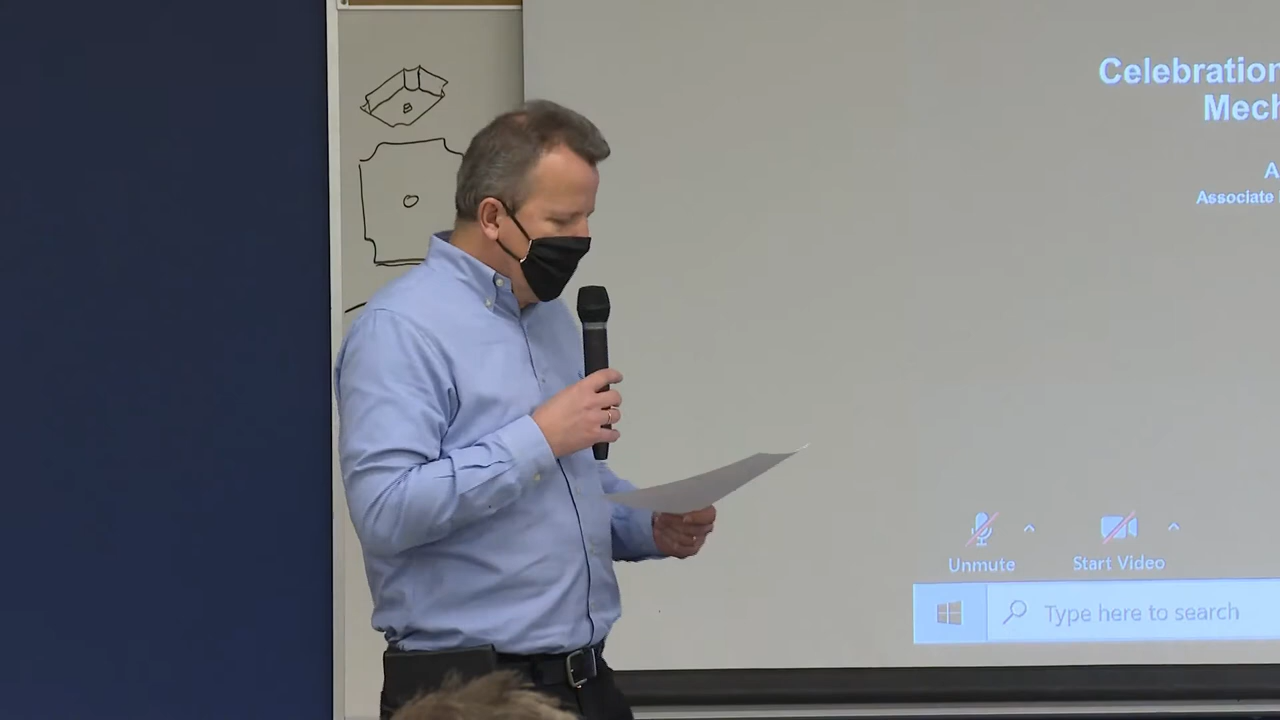 Celebration
Mech
A
Associate
Unmute
Start Video
Type here to search